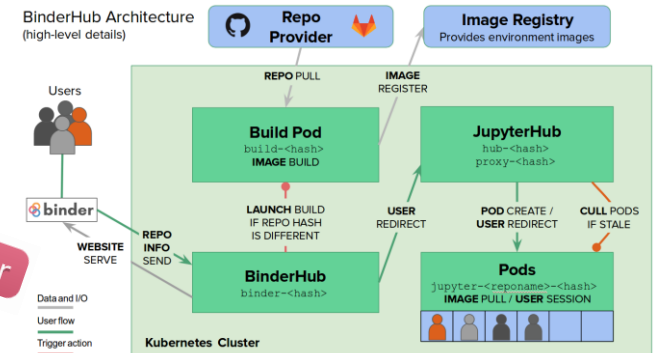 BinderHub Architecture
(high-level details)
Repo
Provider
Image Registry
Provides environment images
REPO PULL
IMAGE
REGISTER
Users
Build Pod
build-<hash>
IMAGE BUILD
JupyterHub
hub-<hash>
proxy-<hash>
binder
LAUNCH BUILD
IF REPO HASH
IS DIFFERENT
USER
REDIRECT
POD CREATE /
USER REDIRECT
CULL PODS
IF STALE
REPO
INFO
SEND
WEBSITE
SERVE
BinderHub
binder-<hash>
Pods
jupyter-<reponame>-<hash>
IMAGE PULL / USER SESSION
Data and I/O
User flow
Trigger action
Kubernetes Cluster